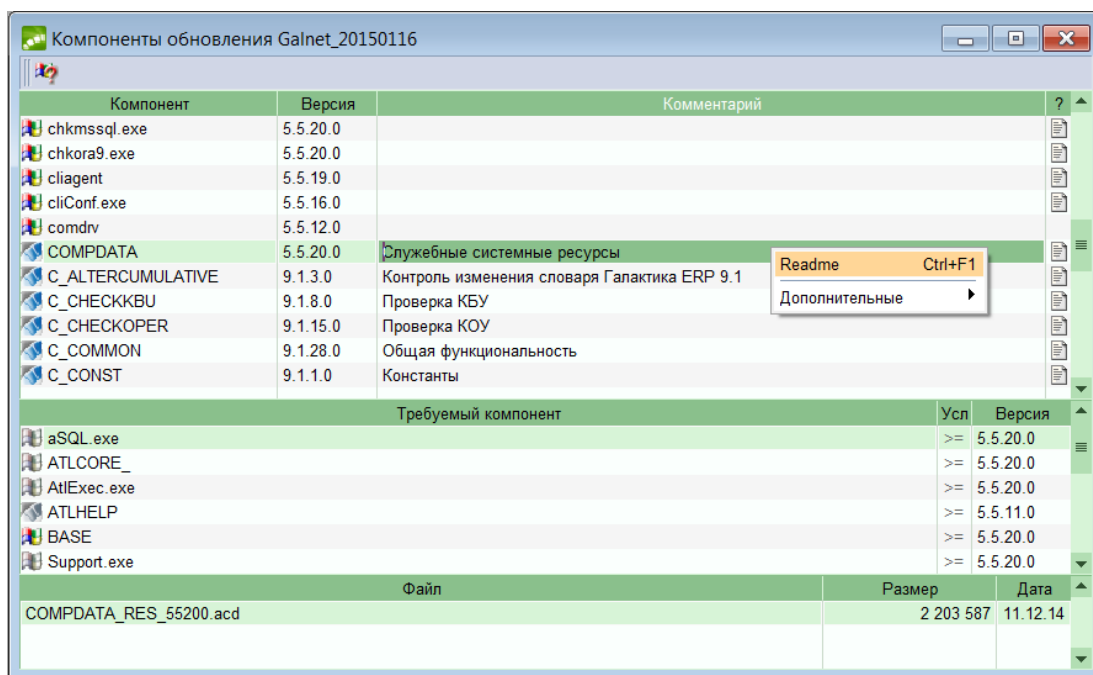 Компоненты обновления Galnet_20150116
Компонент Версия Комментарий ?
chkmssql.exe 5.5.20.0
chkora9.exe 5.5.20.0
cliagent 5.5.19.0
cliConf.exe 5.5.16.0
comdrv 5.5.12.0
COMPDATA 5.5.20.0 Служебные системные ресурсы
Readme Ctrl+F1
C_ALTERCUMULATIVE 9.1.3.0 Контроль изменения словаря Галактика ERP 9.1
Дополнительные
C_CHECKKBU 9.1.8.0 Проверка КБУ
C_CHECKOPER 9.1.15.0 Проверка КОУ
C_COMMON 9.1.28.0 Общая функциональность
C_CONST 9.1.1.0 Константы
Требуемый компонент Усл Версия
aSQL.exe >= 5.5.20.0
ATLCORE_ >= 5.5.20.0
AtlExec.exe >= 5.5.20.0
ATLHELP >= 5.5.11.0
BASE >= 5.5.20.0
Support.exe >= 5.5.20.0
Файл Размер Дата
COMPDATA_RES_55200.acd 2 203 587 11.12.14